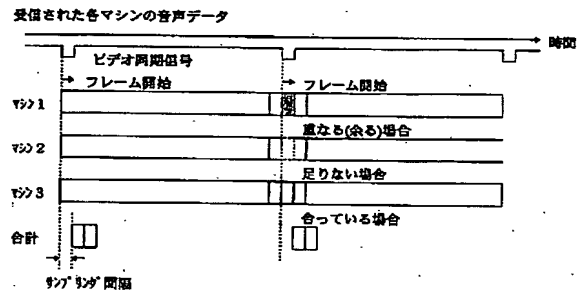 受信された各マシンの音声データ
時間
ビデオ同期信号
フレーム開始
フレーム開始
マシン1
重なる(余る)場合
マシン2
足りない場合
マシン3
合っている場合
合計
サンプリング間隔